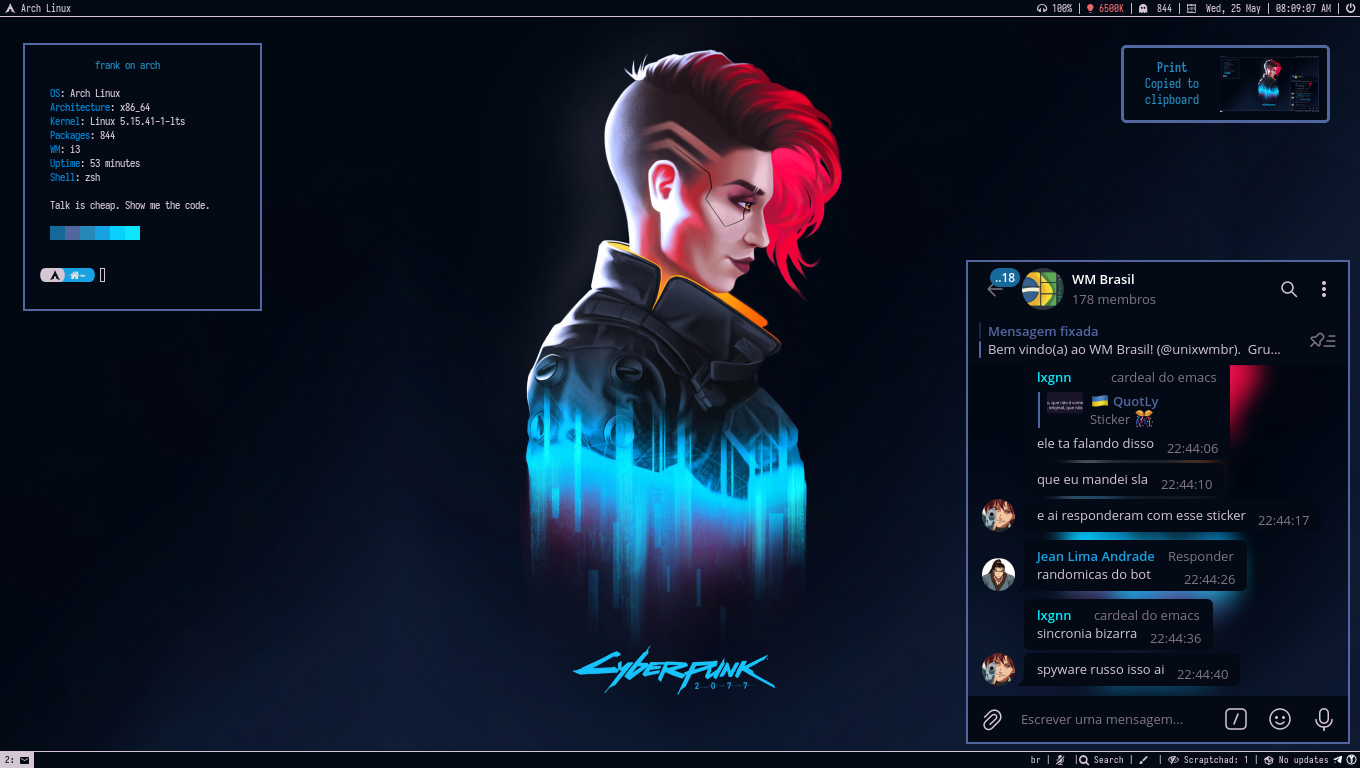 Arch Linux
100% | 6500K | 844 | Wed, 25 May | 08:09:07 AM |
frank on arch
OS: Arch Linux
Architecture: x86_64
Kernel: Linux 5.15.41-1-lts
Packages: 844
WM: i3
Uptime: 53 minutes
Shell: zsh
Talk is cheap. Show me the code.
~
Print
Copied to
clipboard
CYBERPUNK
2077
..18
WM Brasil
178 membros
Mensagem fixada
Bem vindo(a) ao WM Brasil! (@unixwmbr). Gru...
lxgnn cardeal do emacs
🇺🇦 QuotLy
Sticker
ele ta falando disso 22:44:06
que eu mandei sla 22:44:10
e ai responderam com esse sticker 22:44:17
Jean Lima Andrade Responder
randomicas do bot 22:44:26
lxgnn cardeal do emacs
sincronia bizarra 22:44:36
spyware russo isso ai 22:44:40
Escrever uma mensagem...
2:
br | | Search | | Scraptchad: 1 | No updates